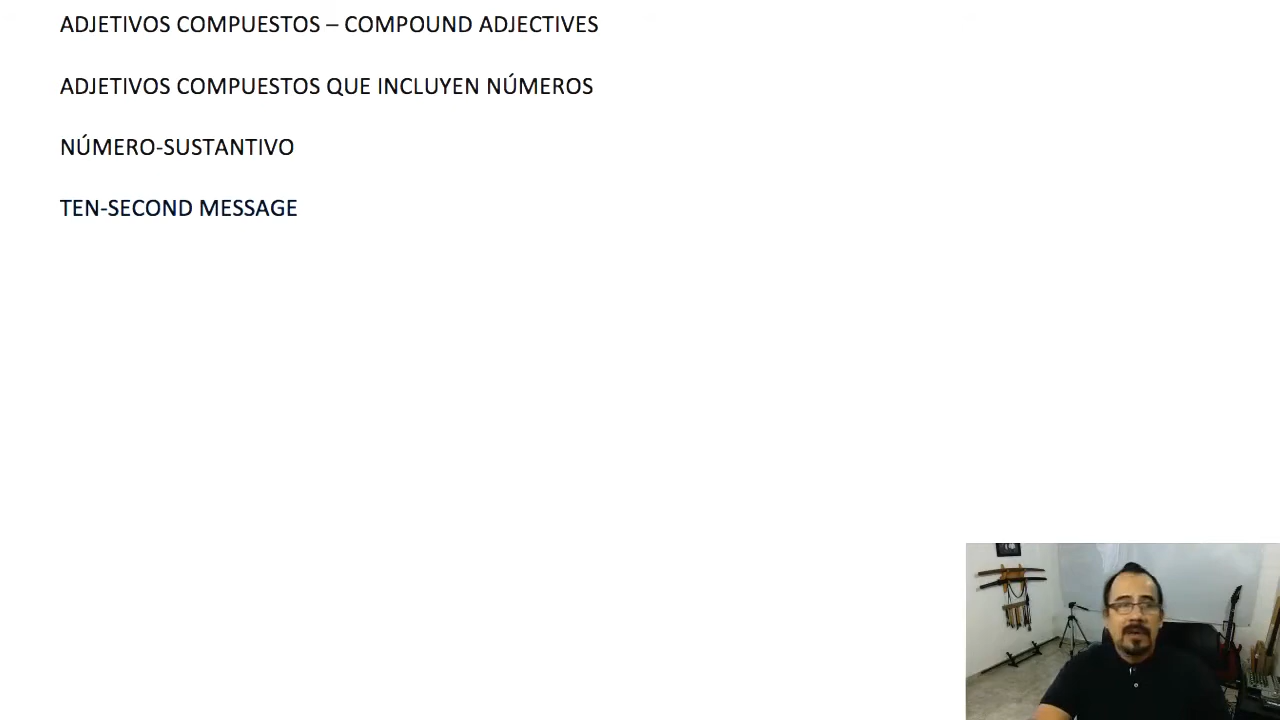 ADJETIVOS COMPUESTOS – COMPOUND ADJECTIVES
ADJETIVOS COMPUESTOS QUE INCLUYEN NÚMEROS
NÚMERO-SUSTANTIVO
TEN-SECOND MESSAGE